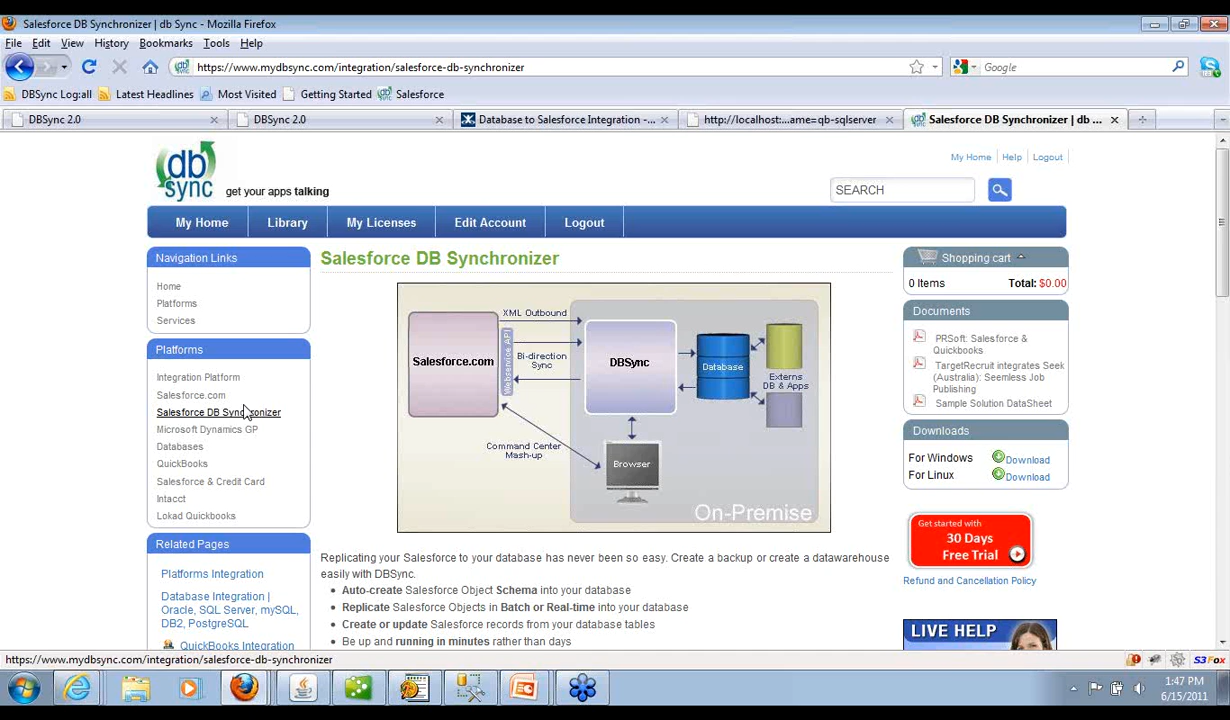 Salesforce DB Synchronizer | db Sync - Mozilla Firefox
File Edit View History Bookmarks Tools Help
https://www.mydbsync.com/integration/salesforce-db-synchronizer
Google
DBSync Log:all Latest Headlines Most Visited Getting Started Salesforce
DBSync 2.0
DBSync 2.0
Database to Salesforce Integration -...
http://localhost:...ame=qb-sqlserver
Salesforce DB Synchronizer | db ...
db sync get your apps talking
My Home Help Logout
SEARCH
My Home Library My Licenses Edit Account Logout
Navigation Links
Home
Platforms
Services
Platforms
Integration Platform
Salesforce.com
Salesforce DB Synchronizer
Microsoft Dynamics GP
Databases
QuickBooks
Salesforce & Credit Card
Intacct
Lokad Quickbooks
Related Pages
Platforms Integration
Database Integration |
Oracle, SQL Server, mySQL,
DB2, PostgreSQL
QuickBooks Integration
Salesforce DB Synchronizer
Salesforce.com
XML Outbound
Webservice API
Bi-direction
Sync
DBSync
Database
Externs
DB & Apps
Command Center
Mash-up
Browser
On-Premise
Replicating your Salesforce to your database has never been so easy. Create a backup or create a datawarehouse
easily with DBSync.
Auto-create Salesforce Object Schema into your database
Replicate Salesforce Objects in Batch or Real-time into your database
Create or update Salesforce records from your database tables
Be up and running in minutes rather than days
Shopping cart
0 Items Total: $0.00
Documents
PRSoft: Salesforce &
Quickbooks
TargetRecruit integrates Seek
(Australia): Seemless Job
Publishing
Sample Solution DataSheet
Downloads
For Windows Download
For Linux Download
Get started with
30 Days
Free Trial
Refund and Cancellation Policy
LIVE HELP
https://www.mydbsync.com/integration/salesforce-db-synchronizer
S3Fox
1:47 PM
6/15/2011